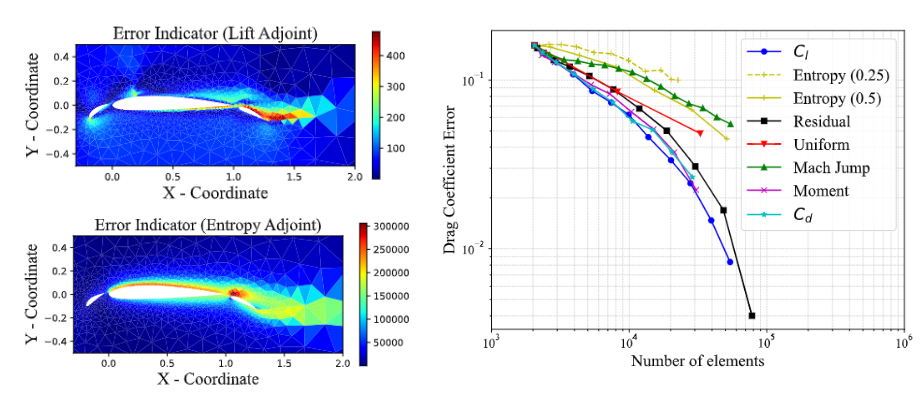 Error Indicator (Lift Adjoint)
0.4
0.2
0.0
−0.2
−0.4
Y - Coordinate
0.0 0.5 1.0 1.5 2.0
X - Coordinate
400
300
200
100
Error Indicator (Entropy Adjoint)
0.4
0.2
0.0
−0.2
−0.4
Y - Coordinate
0.0 0.5 1.0 1.5 2.0
X - Coordinate
300000
250000
200000
150000
100000
50000
0
Drag Coefficient Error
10⁻¹
10⁻²
10³ 10⁴ 10⁵ 10⁶
Number of elements
C_l
Entropy (0.25)
Entropy (0.5)
Residual
Uniform
Mach Jump
Moment
C_d